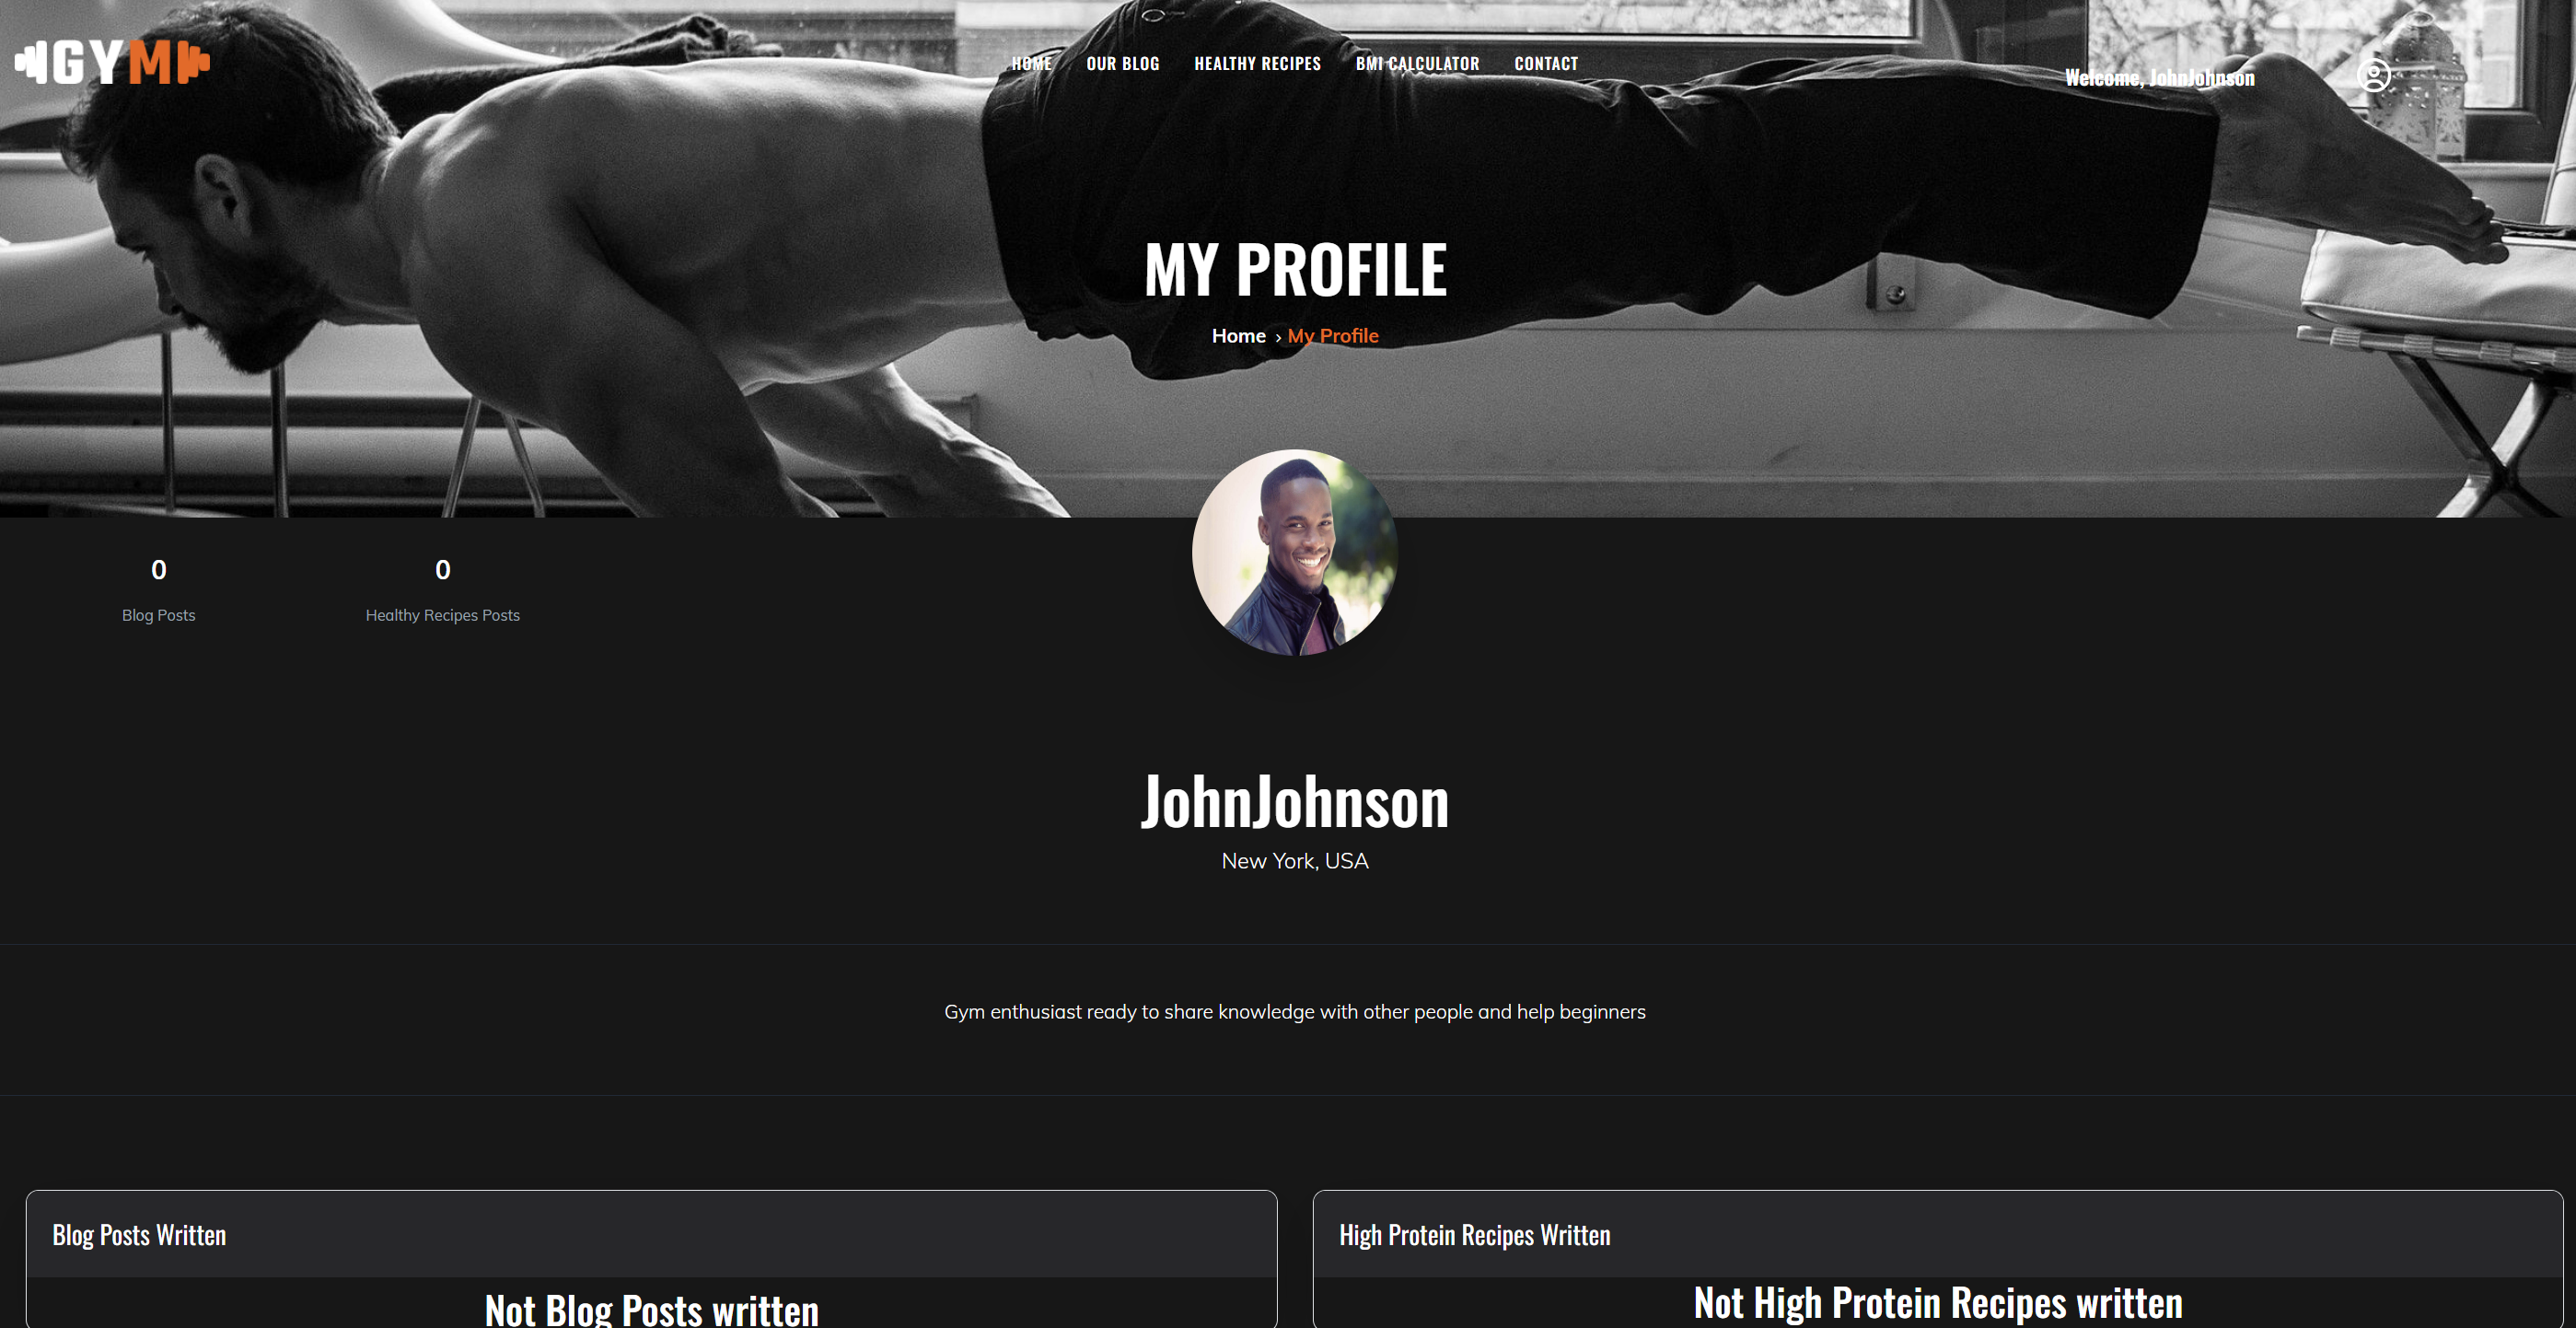 GYM
HOME OUR BLOG HEALTHY RECIPES BMI CALCULATOR CONTACT
Welcome, JohnJohnson
MY PROFILE
Home › My Profile
0 0
Blog Posts Healthy Recipes Posts
JohnJohnson
New York, USA
Gym enthusiast ready to share knowledge with other people and help beginners
Blog Posts Written
Not Blog Posts written
High Protein Recipes Written
Not High Protein Recipes written